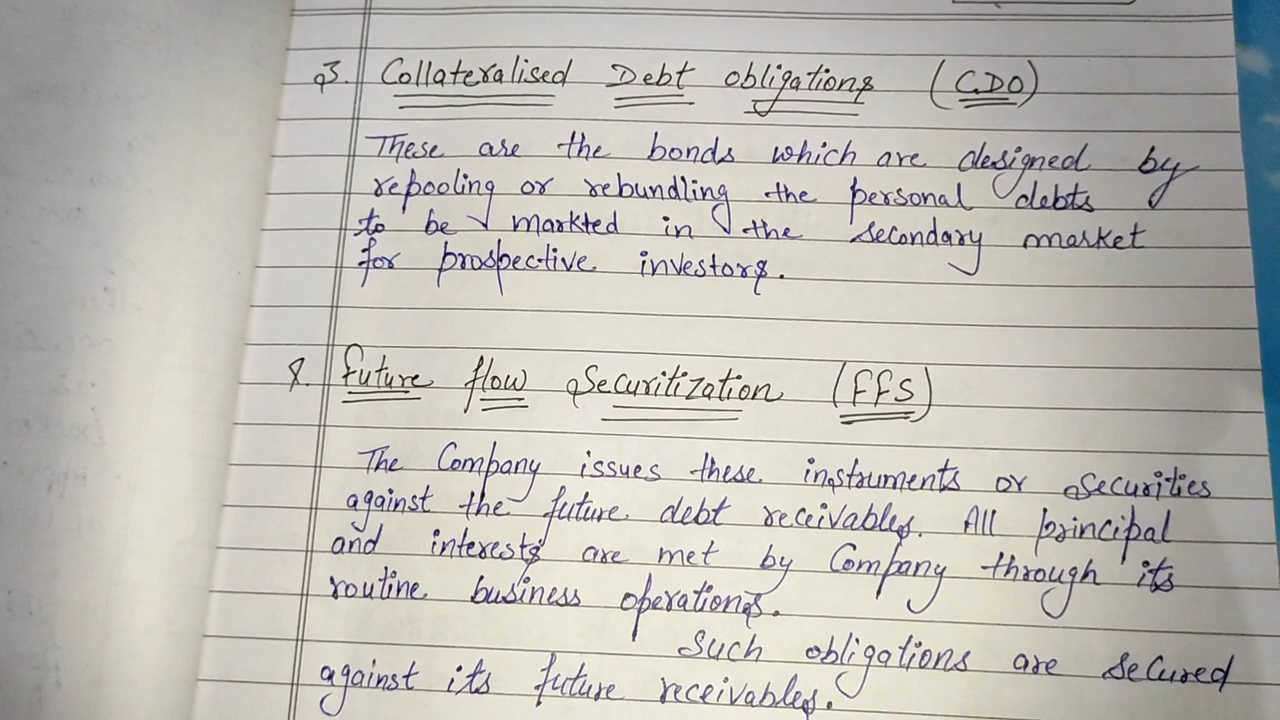 93. Collateralised Debt obligations (CDO)
These are the bonds which are designed by
repooling or rebundling the personal debts
to be markted in the secondary market
for prospective investors.
8. Future flow Securitization (FFS)
The Company issues these instruments or Securities
against the future debt receivables. All principal
and interests are met by Company through its
routine business operations.
Such obligations are secured
against its future receivables.